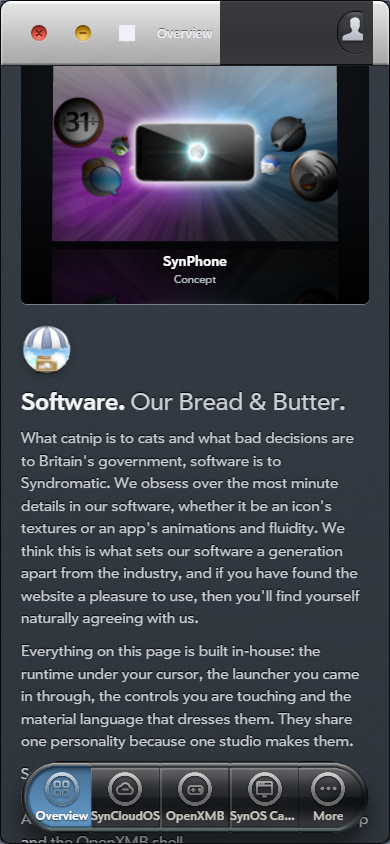 Overview
31
SynPhone
Concept
Software. Our Bread & Butter.
What catnip is to cats and what bad decisions are
to Britain's government, software is to
Syndromatic. We obsess over the most minute
details in our software, whether it be an icon's
textures or an app's animations and fluidity. We
think this is what sets our software a generation
apart from the industry, and if you have found the
website a pleasure to use, then you'll find yourself
naturally agreeing with us.
Everything on this page is built in-house: the
runtime under your cursor, the launcher you came
in through, the controls you are touching and the
material language that dresses them. They share
one personality because one studio makes them.
Overview SynCloudOS OpenXMB SynOS Ca... More
and the OpenXMB shell